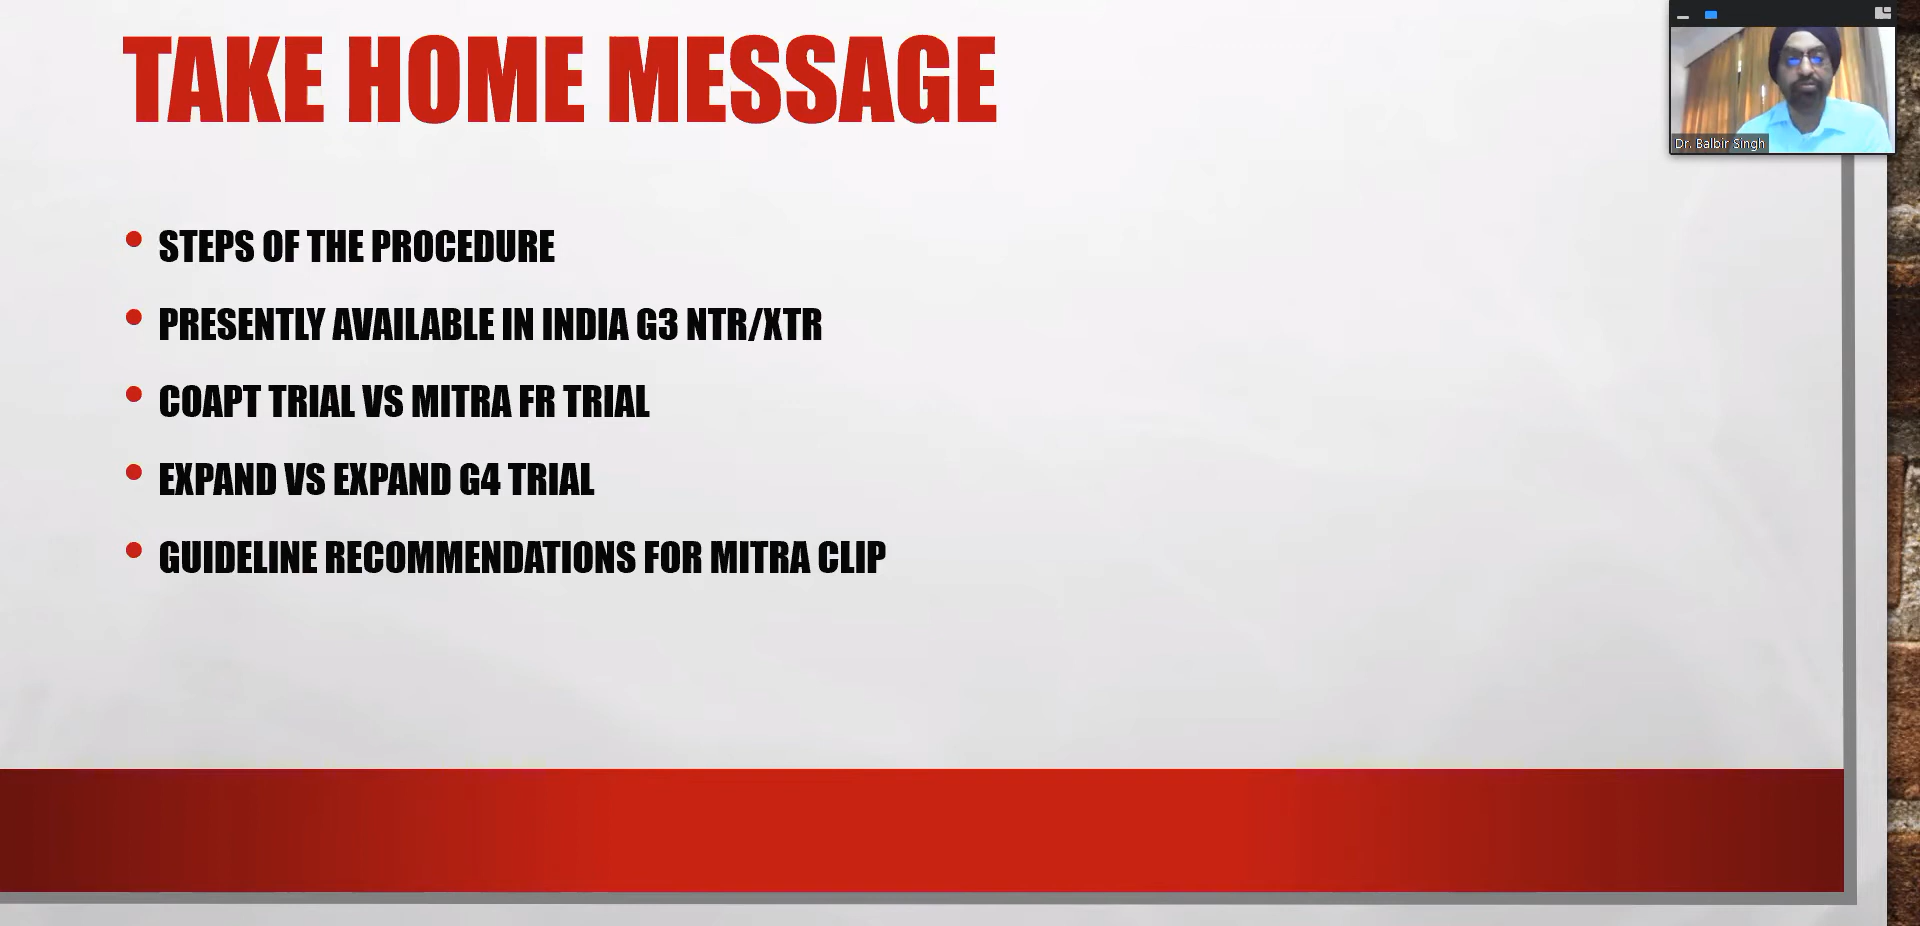 TAKE HOME MESSAGE
Dr. Balbir Singh
• STEPS OF THE PROCEDURE
• PRESENTLY AVAILABLE IN INDIA G3 NTR/XTR
• COAPT TRIAL VS MITRA FR TRIAL
• EXPAND VS EXPAND G4 TRIAL
• GUIDELINE RECOMMENDATIONS FOR MITRA CLIP